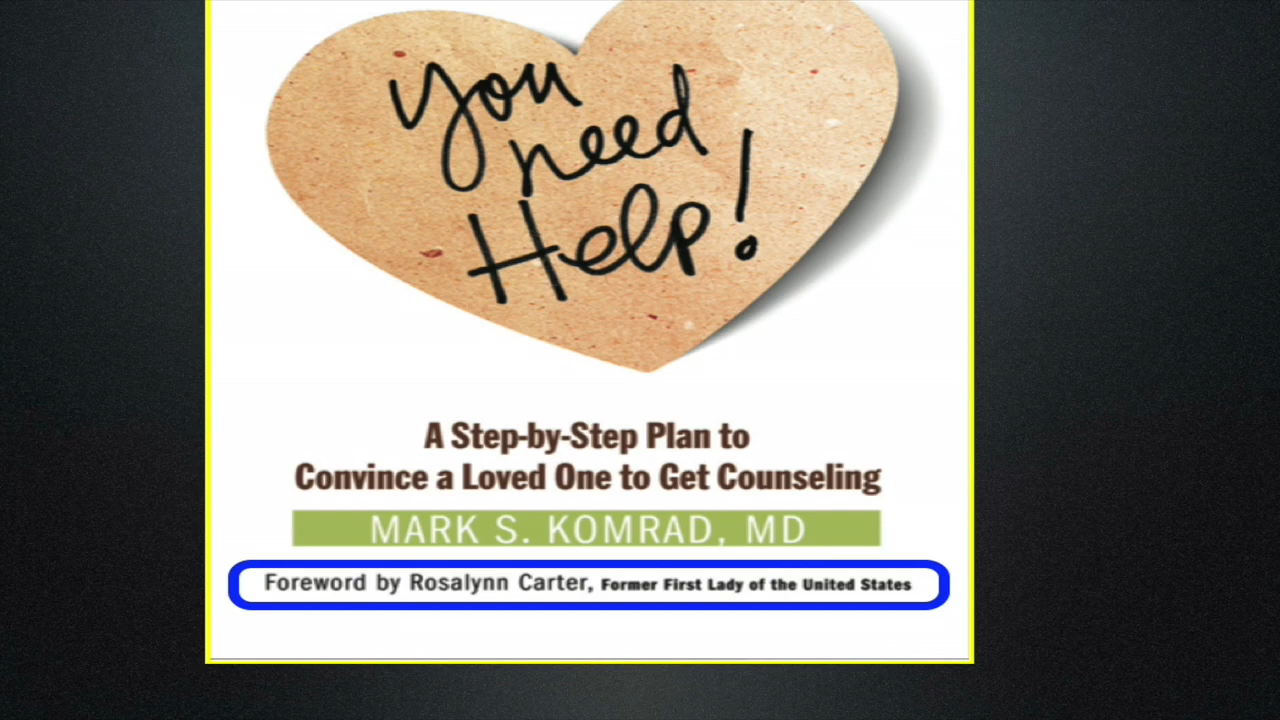 you
need
Help!
A Step-by-Step Plan to
Convince a Loved One to Get Counseling
MARK S. KOMRAD, MD
Foreword by Rosalynn Carter, Former First Lady of the United States